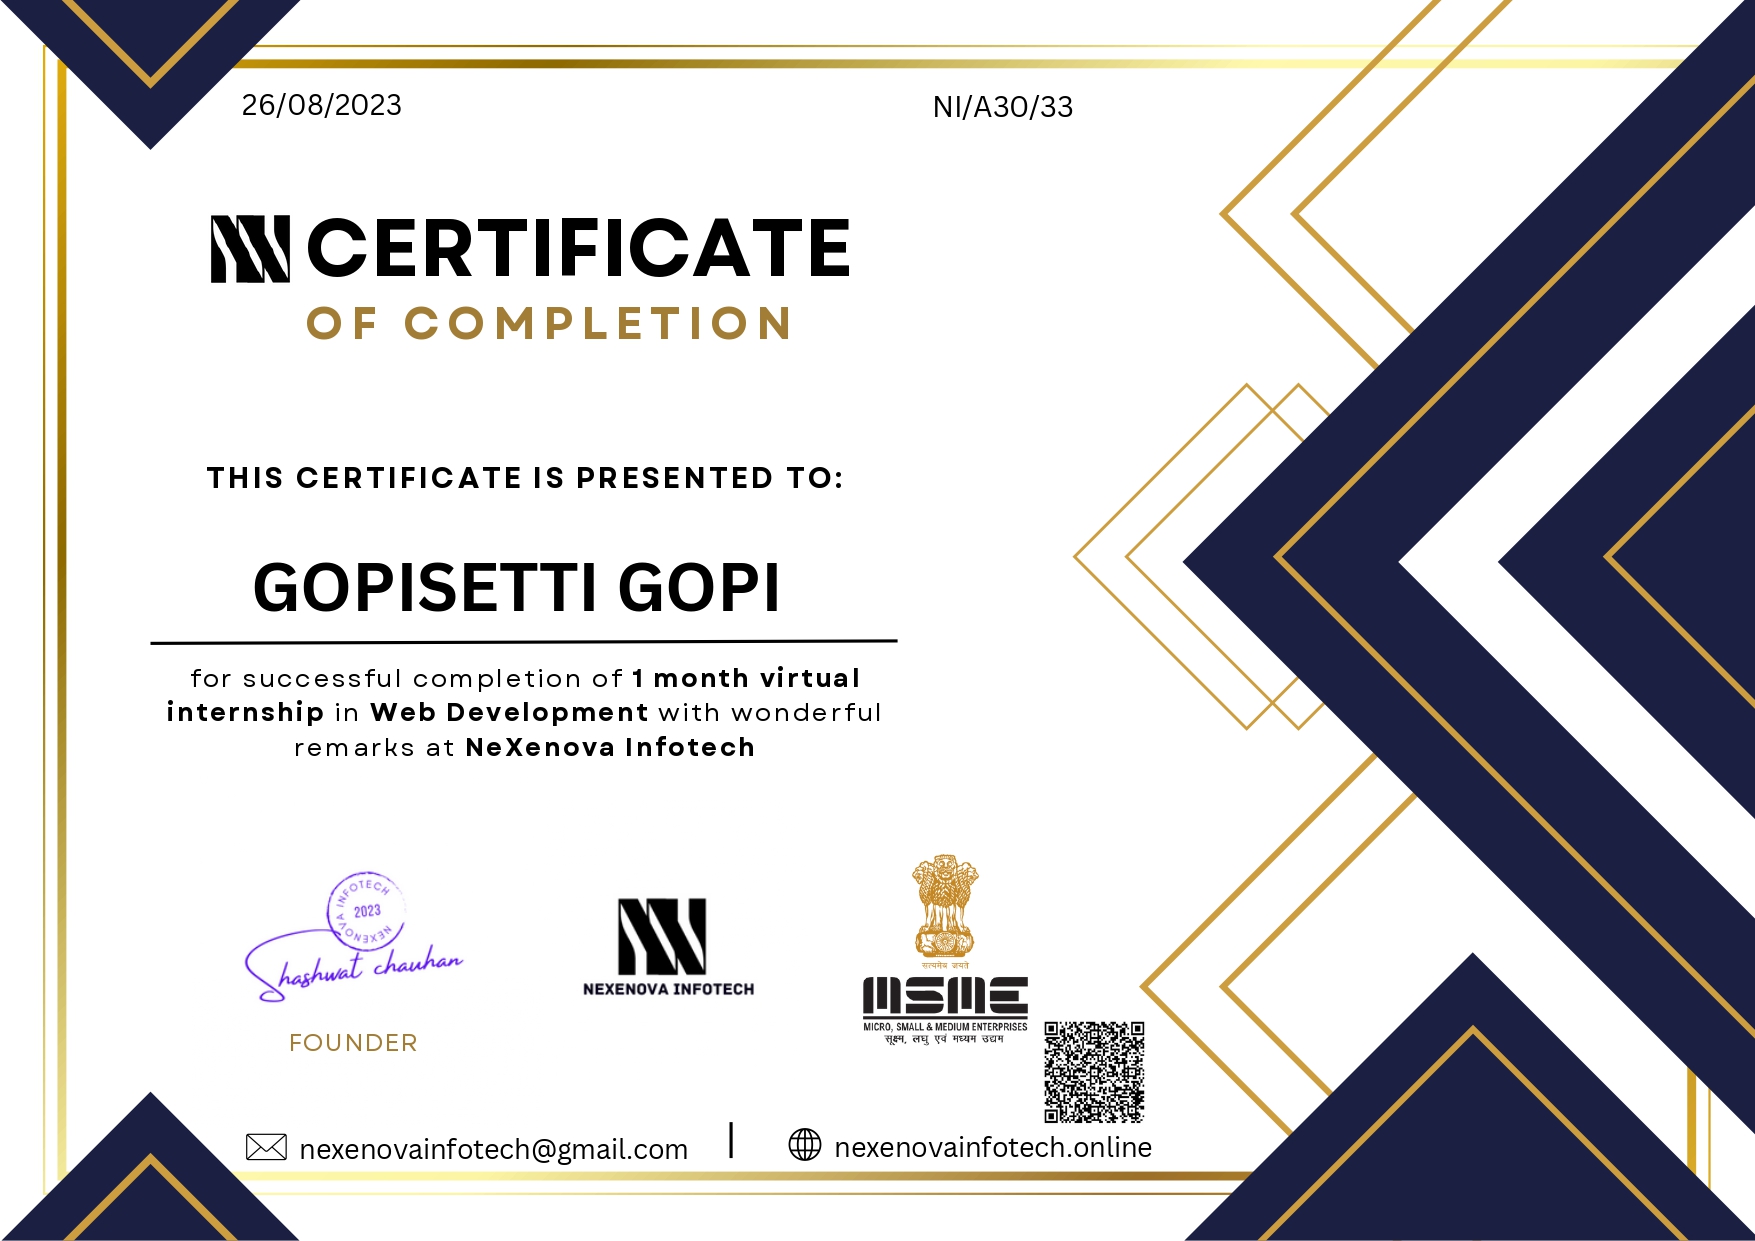 26/08/2023
NI/A30/33
CERTIFICATE
OF COMPLETION
THIS CERTIFICATE IS PRESENTED TO:
GOPISETTI GOPI
for successful completion of 1 month virtual
internship in Web Development with wonderful
remarks at NeXenova Infotech
NEXENOVA INFOTECH
2023
Shashwat chauhan
FOUNDER
NEXENOVA INFOTECH
सत्यमेव जयते
MSME
MICRO, SMALL & MEDIUM ENTERPRISES
सूक्ष्म, लघु एवं मध्यम उद्यम
nexenovainfotech@gmail.com
nexenovainfotech.online